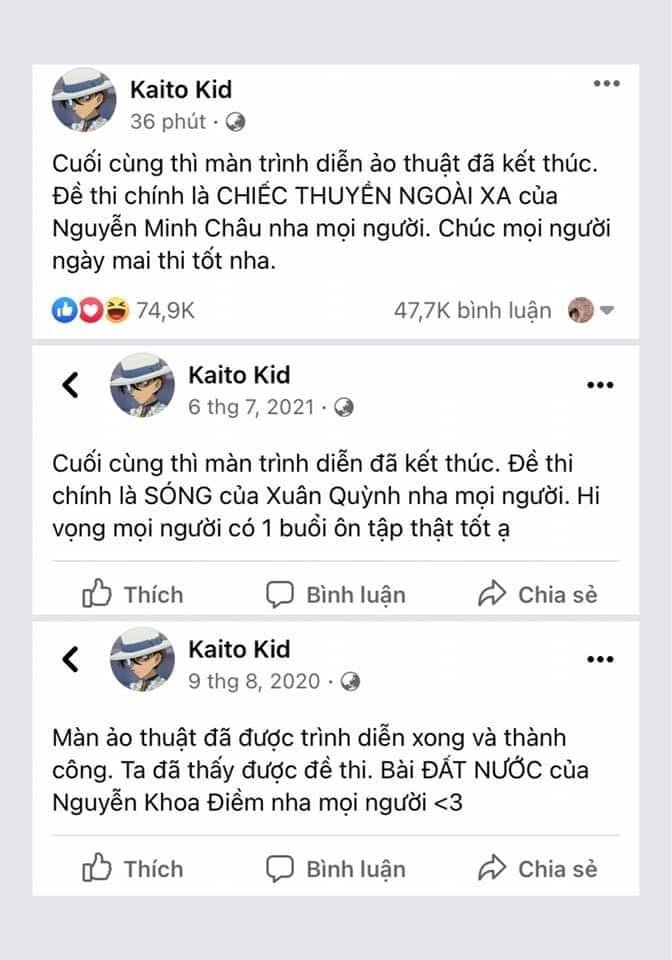 Kaito Kid
36 phút ·
Cuối cùng thì màn trình diễn ảo thuật đã kết thúc.
Đề thi chính là CHIẾC THUYỀN NGOÀI XA của
Nguyễn Minh Châu nha mọi người. Chúc mọi người
ngày mai thi tốt nha.
74,9K 47,7K bình luận
Kaito Kid
6 thg 7, 2021 ·
Cuối cùng thì màn trình diễn đã kết thúc. Đề thi
chính là SÓNG của Xuân Quỳnh nha mọi người. Hi
vọng mọi người có 1 buổi ôn tập thật tốt ạ
Thích Bình luận Chia sẻ
Kaito Kid
9 thg 8, 2020 ·
Màn ảo thuật đã được trình diễn xong và thành
công. Ta đã thấy được đề thi. Bài ĐẤT NƯỚC của
Nguyễn Khoa Điềm nha mọi người <3
Thích Bình luận Chia sẻ